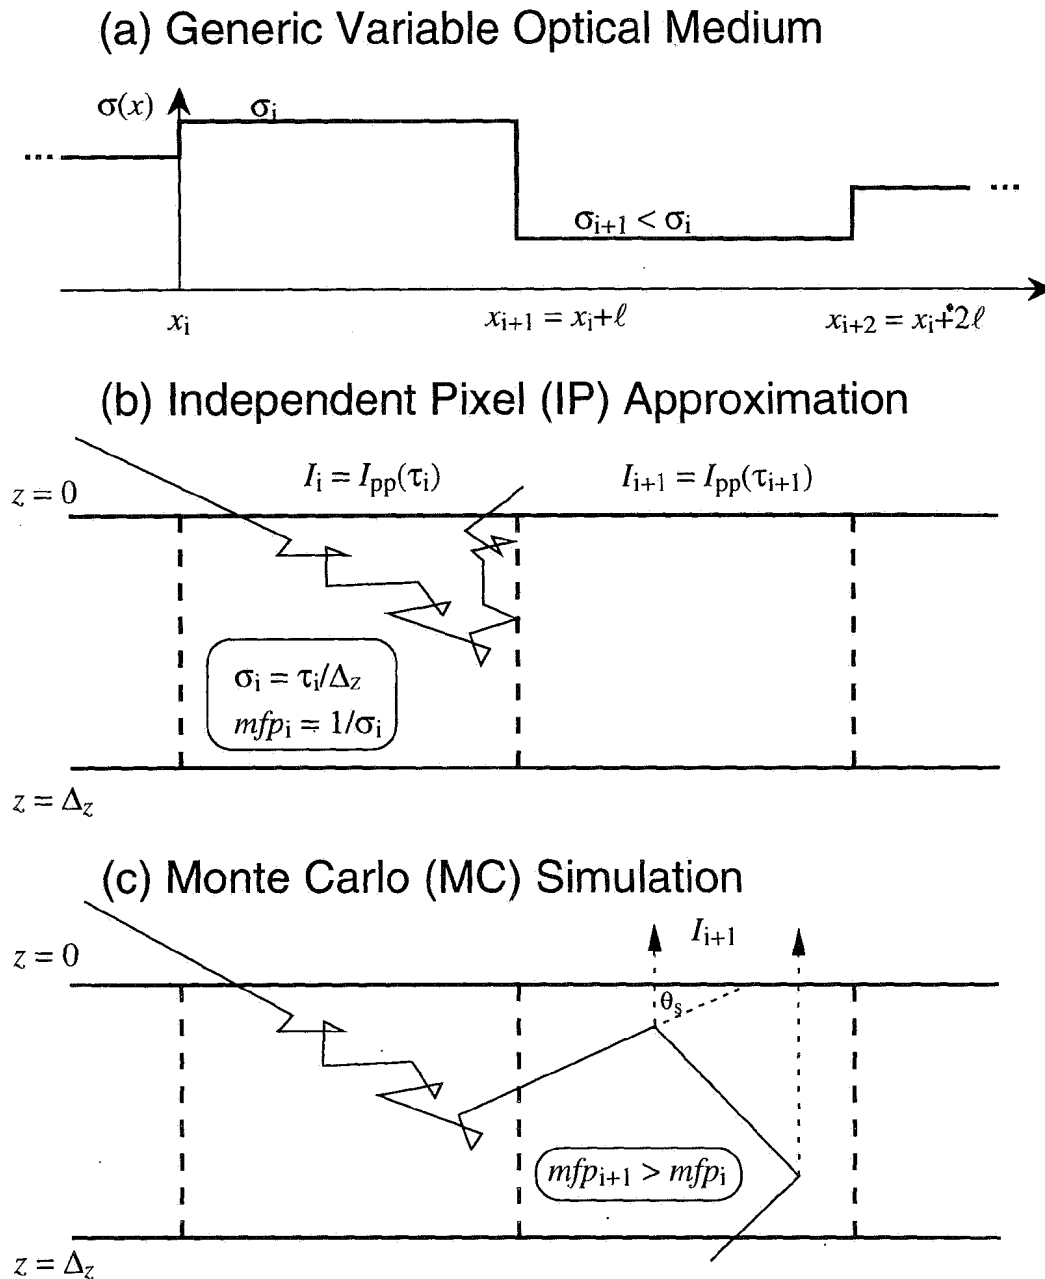 (a) Generic Variable Optical Medium
σ(x)
σi
... ...
σi+1 < σi
xi
xi+1 = xi+ℓ
xi+2 = xi+2ℓ
(b) Independent Pixel (IP) Approximation
Ii = Ipp(τi)
Ii+1 = Ipp(τi+1)
z = 0
σi = τi/Δz
mfpi = 1/σi
z = Δz
(c) Monte Carlo (MC) Simulation
Ii+1
z = 0
θs
mfpi+1 > mfpi
z = Δz